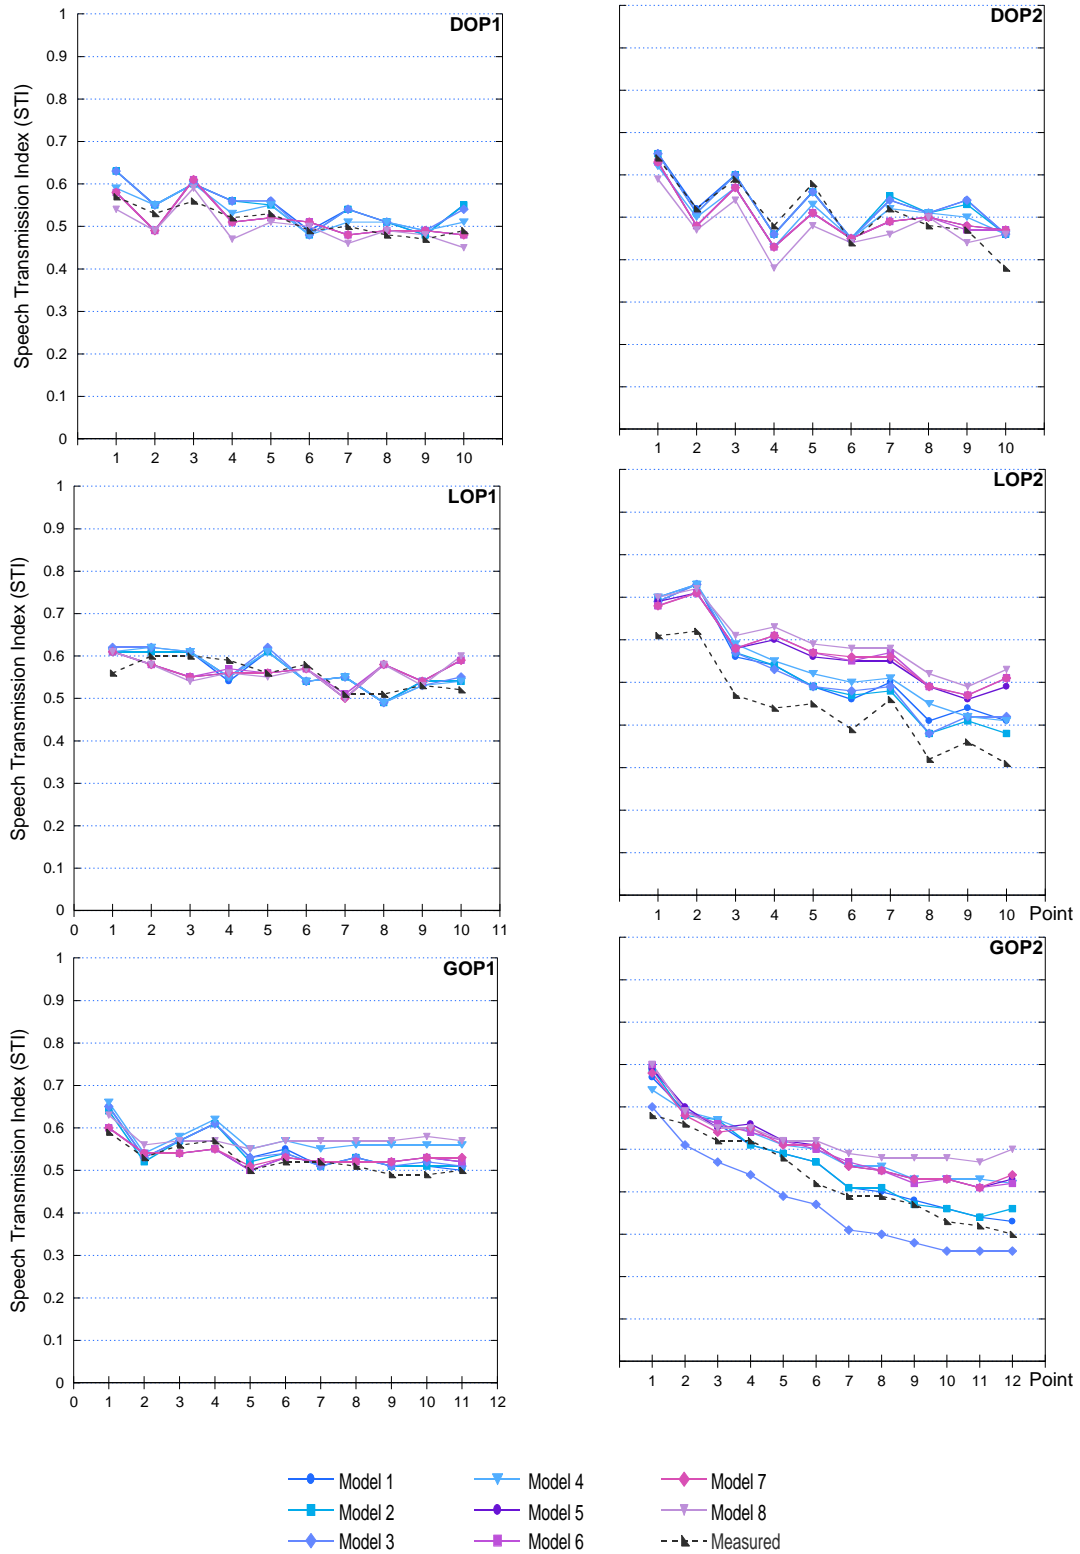 DOP1
Speech Transmission Index (STI)
1
0.9
0.8
0.7
0.6
0.5
0.4
0.3
0.2
0.1
0
1 2 3 4 5 6 7 8 9 10
DOP2
1 2 3 4 5 6 7 8 9 10
LOP1
Speech Transmission Index (STI)
1
0.9
0.8
0.7
0.6
0.5
0.4
0.3
0.2
0.1
0
0 1 2 3 4 5 6 7 8 9 10 11
LOP2
1 2 3 4 5 6 7 8 9 10 Point
GOP1
Speech Transmission Index (STI)
1
0.9
0.8
0.7
0.6
0.5
0.4
0.3
0.2
0.1
0
0 1 2 3 4 5 6 7 8 9 10 11 12
GOP2
1 2 3 4 5 6 7 8 9 10 11 12 Point
Model 1 Model 4 Model 7
Model 2 Model 5 Model 8
Model 3 Model 6 Measured